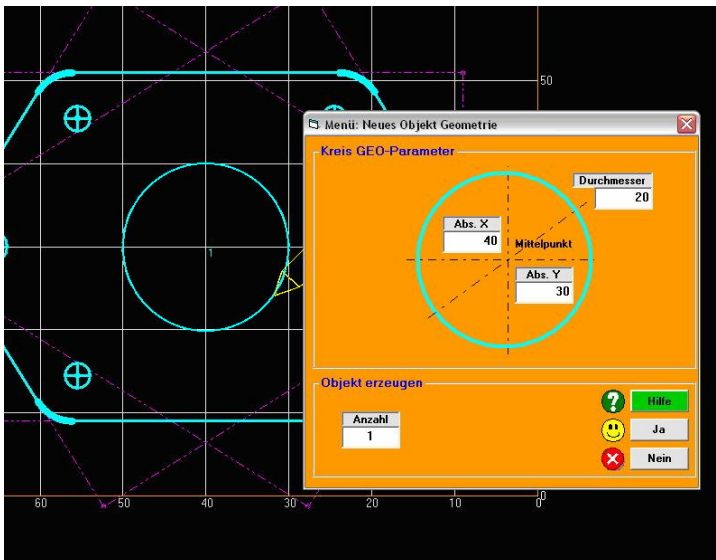 50
Menü: Neues Objekt Geometrie
Kreis GEO-Parameter
Durchmesser
20
Abs. X
40
Mittelpunkt
Abs. Y
30
1
Objekt erzeugen
Anzahl
1
Hilfe
Ja
Nein
60 50 40 30 20 10 0
0